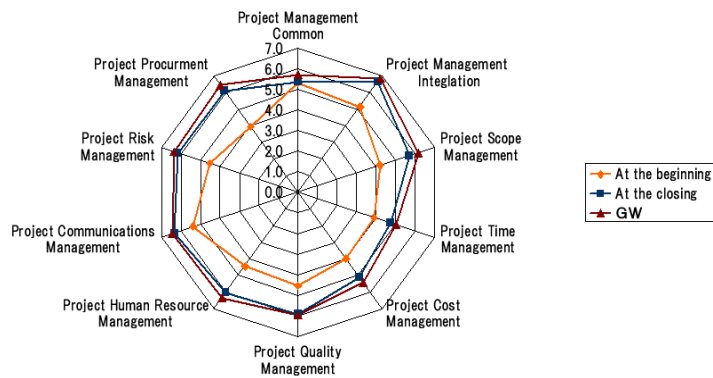 Project Management
Common
Project Management
Integlation
Project Scope
Management
Project Time
Management
Project Cost
Management
Project Quality
Management
Project Human Resource
Management
Project Communications
Management
Project Risk
Management
Project Procurment
Management
7.0
6.0
5.0
4.0
3.0
2.0
1.0
0.0
At the beginning
At the closing
GW